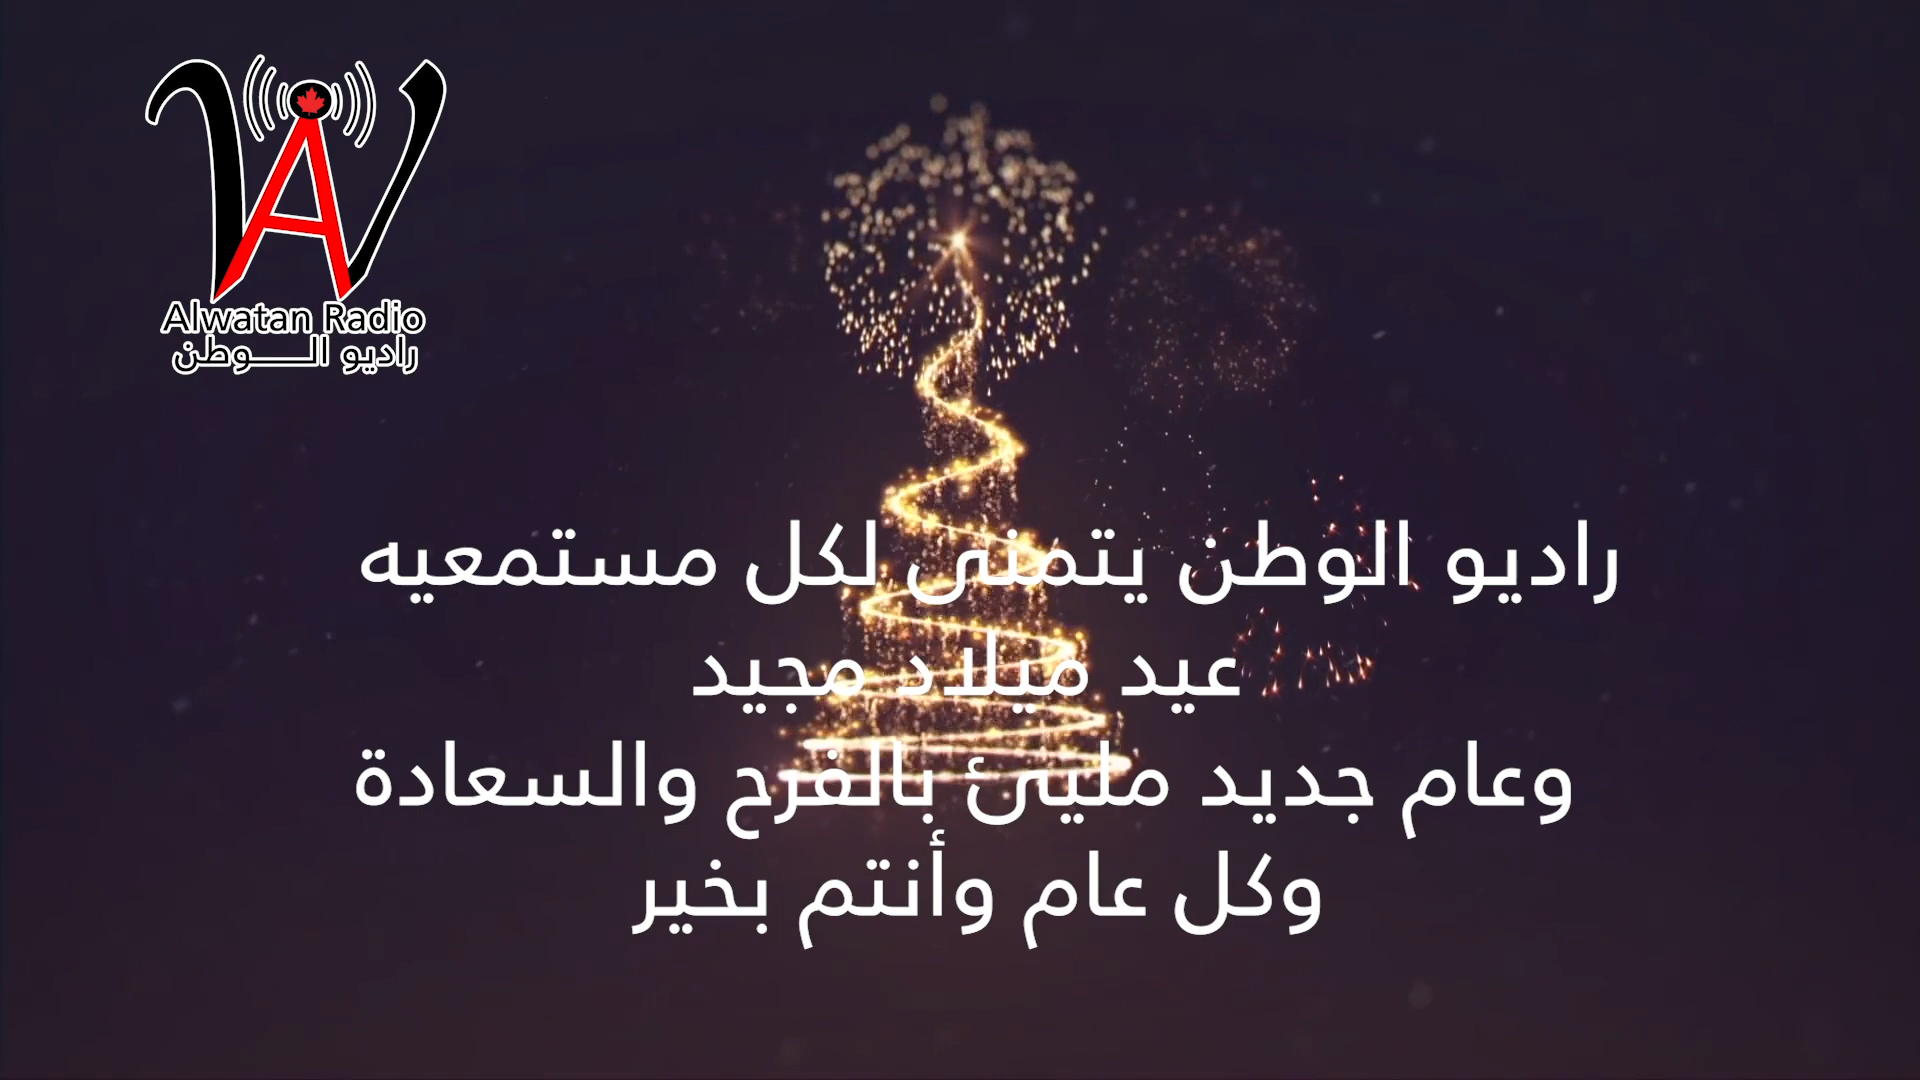 Alwatan Radio
راديو الـــوطن
راديو الوطن يتمنى لكل مستمعيه
عيد ميلاد مجيد
وعام جديد مليئ بالفرح والسعادة
وكل عام وأنتم بخير